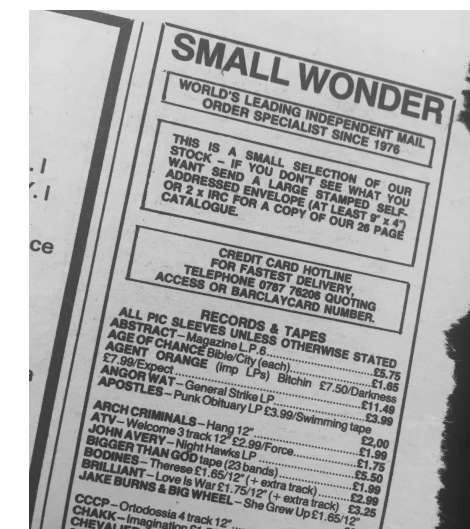 .I
.I
ce
SMALL WONDER
WORLD'S LEADING INDEPENDENT MAIL
ORDER SPECIALIST SINCE 1976
THIS IS A SMALL SELECTION OF OUR
STOCK – IF YOU DON'T SEE WHAT YOU
WANT SEND A LARGE STAMPED SELF-
ADDRESSED ENVELOPE (AT LEAST 9" x 4")
OR 2 x IRC FOR A COPY OF OUR 26 PAGE
CATALOGUE.
CREDIT CARD HOTLINE
FOR FASTEST DELIVERY,
TELEPHONE 0787 76206 QUOTING
ACCESS OR BARCLAYCARD NUMBER.
RECORDS & TAPES
ALL PIC SLEEVES UNLESS OTHERWISE STATED
ABSTRACT – Magazine L.P. 6 £5.75
AGE OF CHANCE Bible/City (each) £1.65
AGENT ORANGE (imp LPs) Bitchin £7.50/Darkness
£7.99/Expect £11.49
ANGOR WAT – General Strike LP £3.99
APOSTLES – Punk Obituary LP £3.99/Swimming tape
£2,00
ARCH CRIMINALS – Hang 12" £1.99
ATV – Welcome 3 track 12" £2.99/Force £1.75
JOHN AVERY – Night Hawks LP £5.50
BIGGER THAN GOD tape (23 bands) £1.99
BODINES – Therese £1.65/12" (+ extra track) £2.99
BRILLIANT – Love Is War £1.75/12" (+ extra track) £3.25
JAKE BURNS & BIG WHEEL – She Grew Up £1.65/12"
£2.99
CCCP – Ortodossia 4 track 12"
CHAKK – Imagination